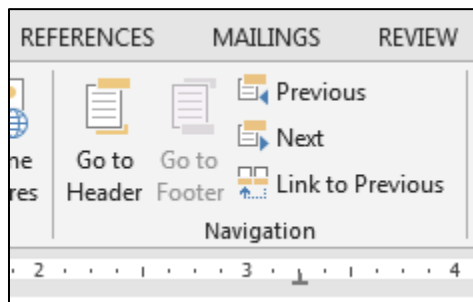 REFERENCES MAILINGS REVIEW
Previous
Next
Go to Go to
Header Footer
Link to Previous
Navigation
2 3 4